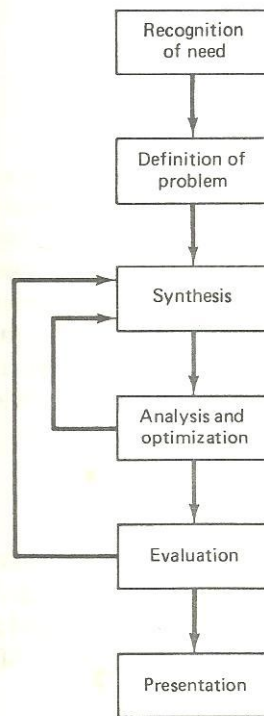 Recognition
of need
Definition of
problem
Synthesis
Analysis and
optimization
Evaluation
Presentation